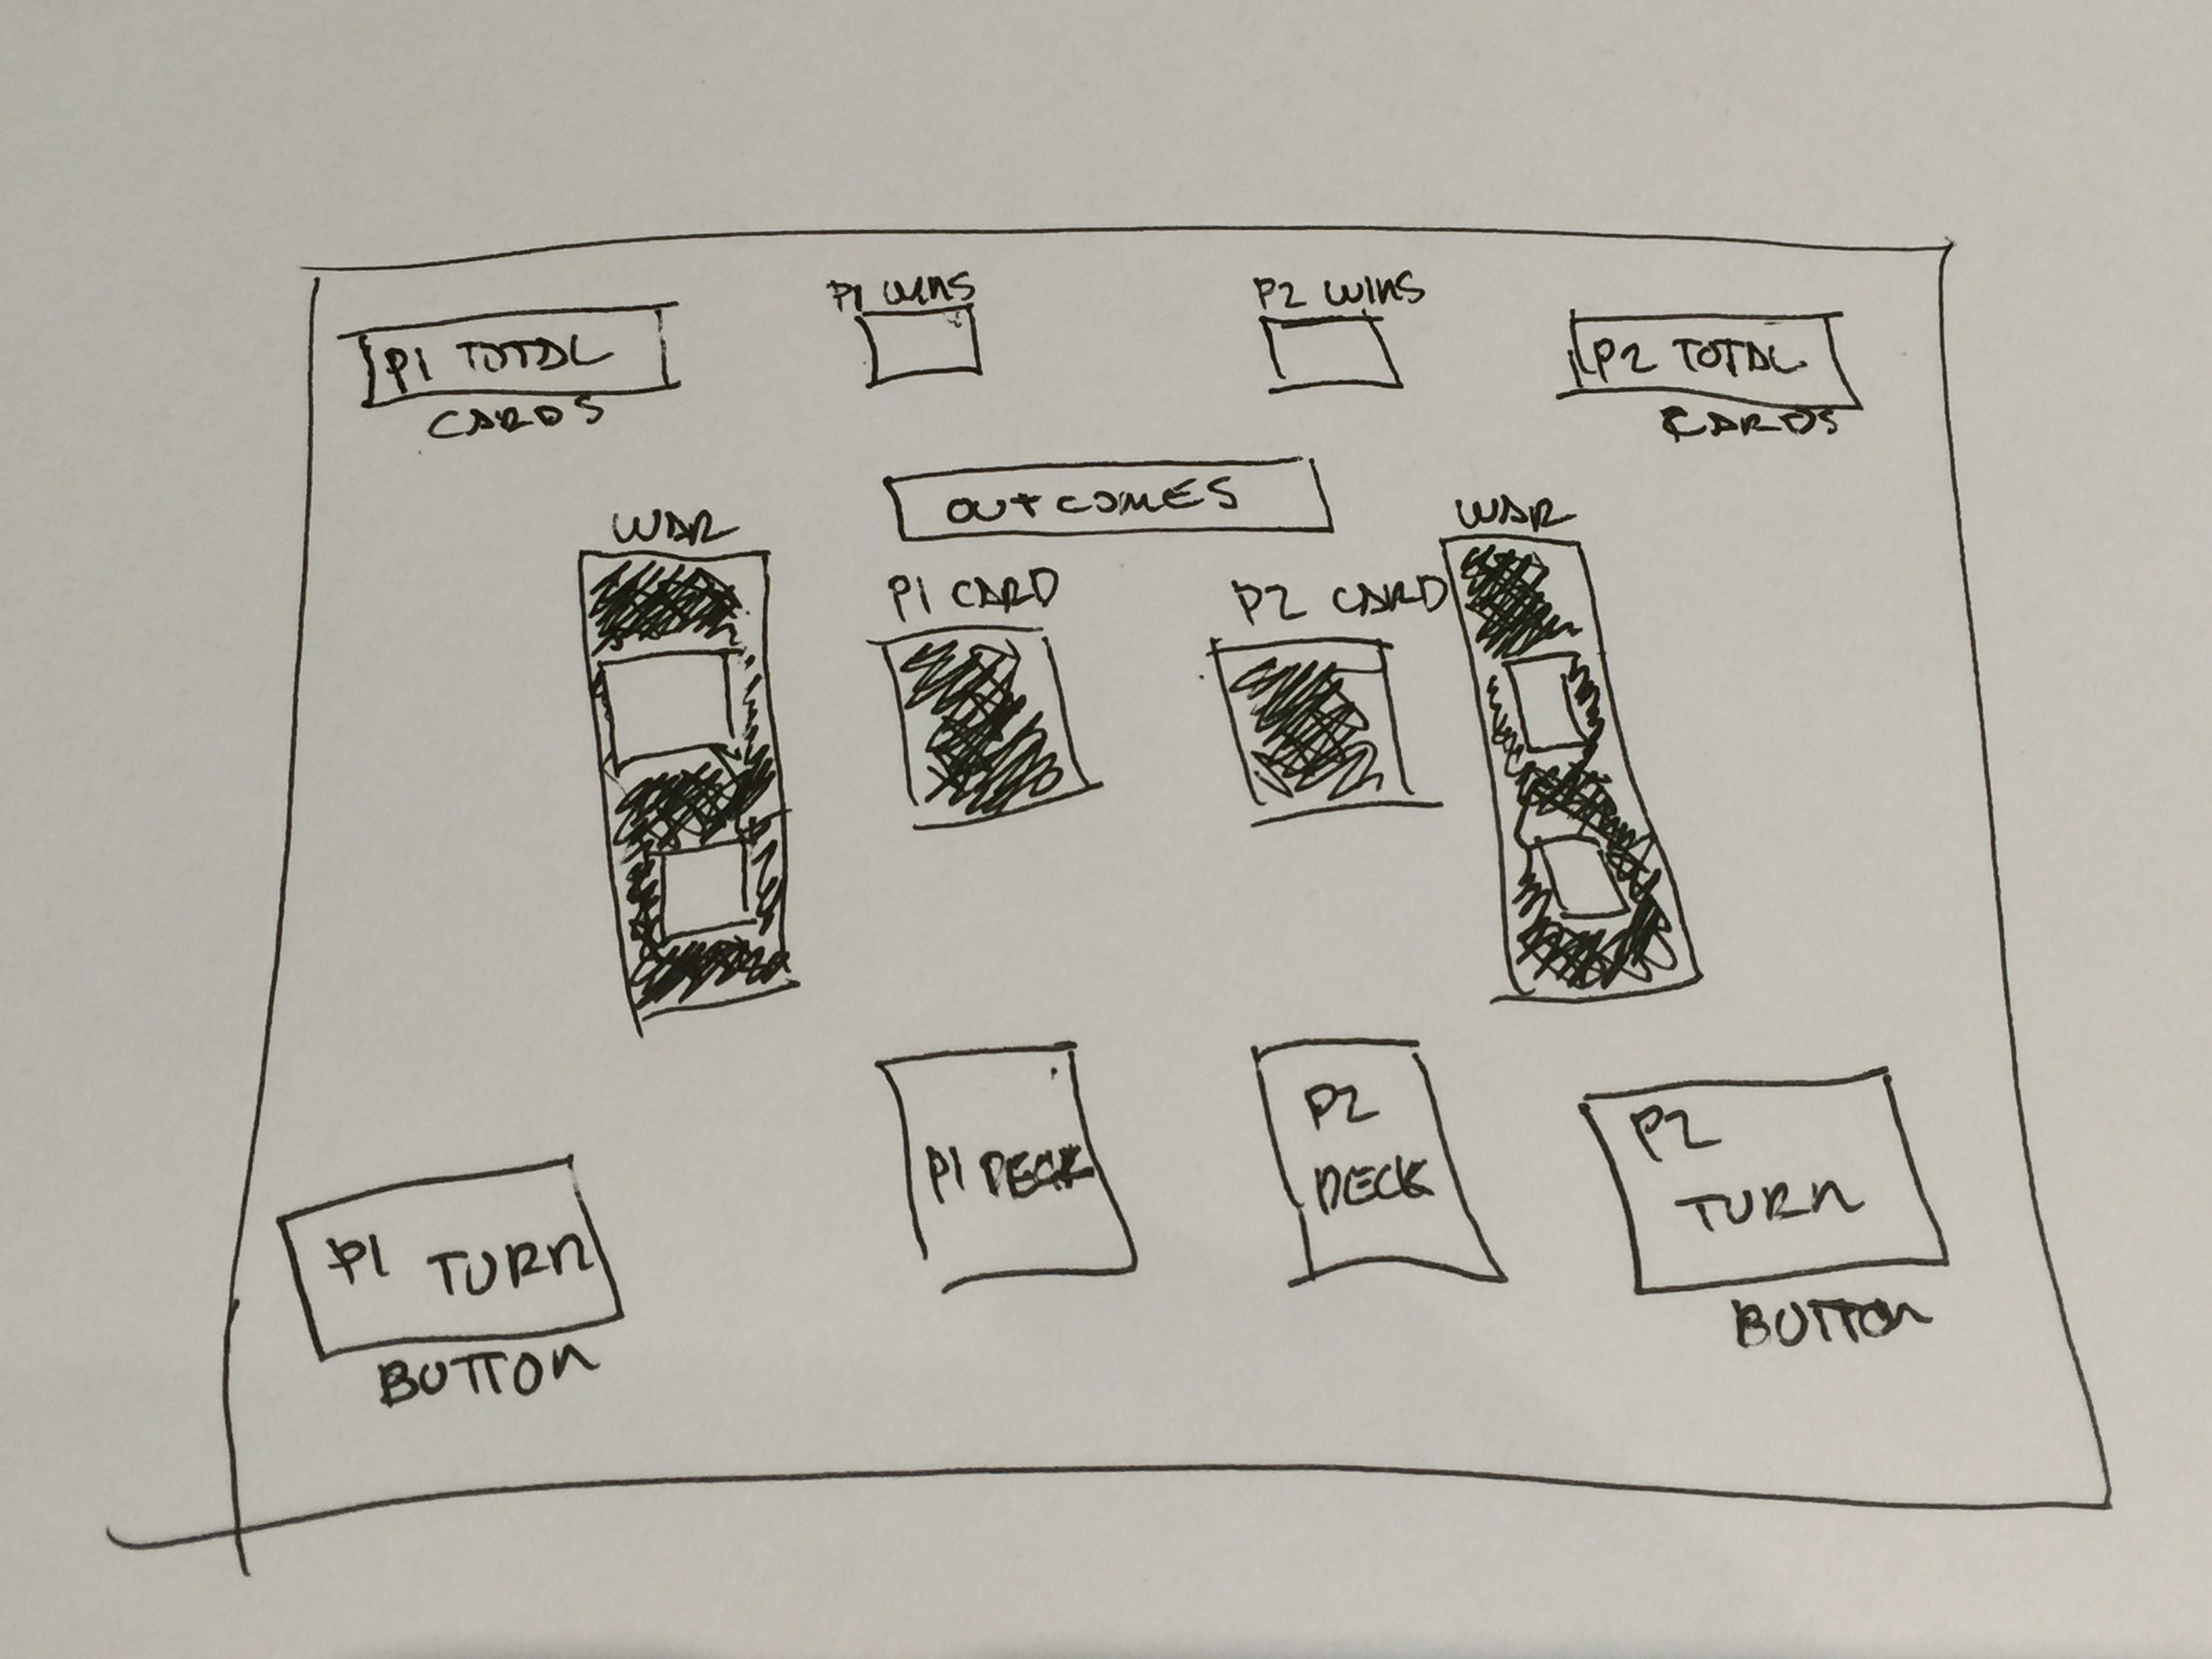 P1 WINS
P2 WINS
P1 TOTAL
CARDS
P2 TOTAL
CARDS
OUTCOMES
WAR
WAR
P1 CARD
P2 CARD
P1 DECK
P2
DECK
P1 TURN
BUTTON
P2
TURN
BUTTON